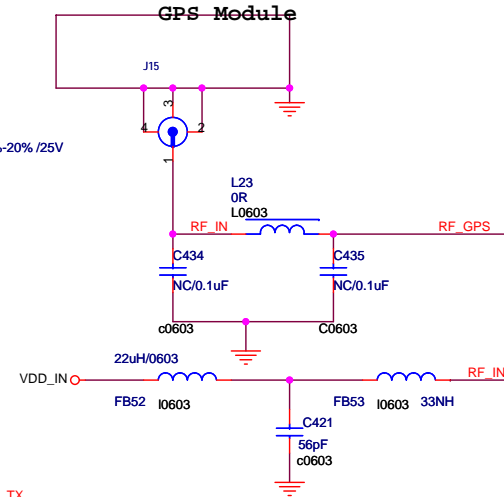 GPS Module
J15
3
4
2
-20% /25V
1
L23
0R
L0603
RF_IN
RF_GPS
C434
C435
NC/0.1uF
NC/0.1uF
c0603
C0603
22uH/0603
VDD_IN
RF_IN
FB52
l0603
FB53
l0603
33NH
C421
56pF
c0603
TX